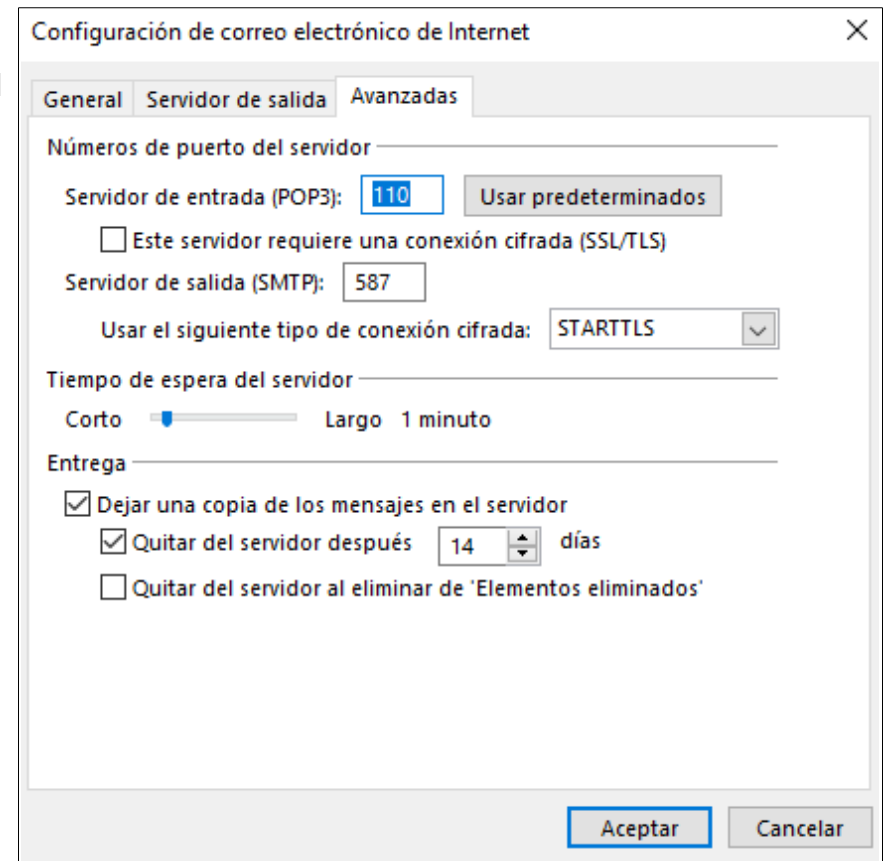 Configuración de correo electrónico de Internet
General Servidor de salida Avanzadas
Números de puerto del servidor
Servidor de entrada (POP3): 110 Usar predeterminados
Este servidor requiere una conexión cifrada (SSL/TLS)
Servidor de salida (SMTP): 587
Usar el siguiente tipo de conexión cifrada: STARTTLS
Tiempo de espera del servidor
Corto Largo 1 minuto
Entrega
Dejar una copia de los mensajes en el servidor
Quitar del servidor después 14 días
Quitar del servidor al eliminar de 'Elementos eliminados'
Aceptar Cancelar